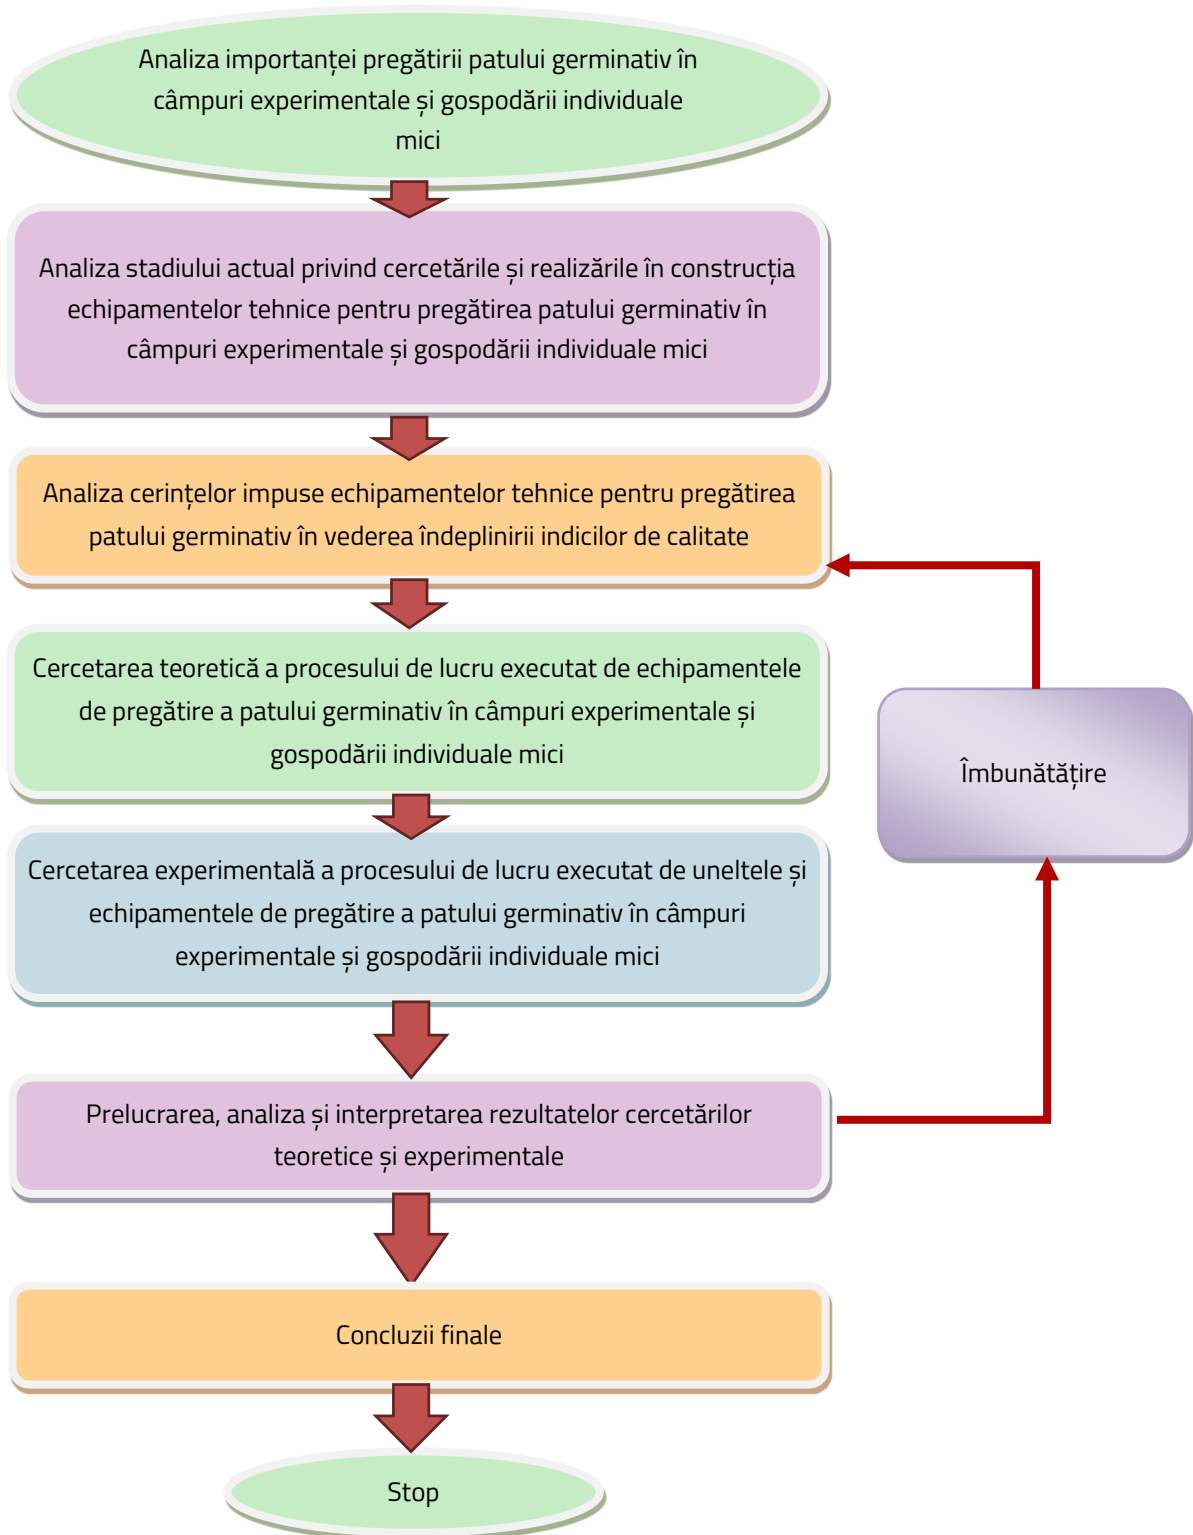 Analiza importanței pregătirii patului germinativ în
câmpuri experimentale și gospodării individuale
mici
Analiza stadiului actual privind cercetările și realizările în construcția
echipamentelor tehnice pentru pregătirea patului germinativ în
câmpuri experimentale și gospodării individuale mici
Analiza cerințelor impuse echipamentelor tehnice pentru pregătirea
patului germinativ în vederea îndeplinirii indicilor de calitate
Cercetarea teoretică a procesului de lucru executat de echipamentele
de pregătire a patului germinativ în câmpuri experimentale și
gospodării individuale mici
Îmbunătățire
Cercetarea experimentală a procesului de lucru executat de uneltele și
echipamentele de pregătire a patului germinativ în câmpuri
experimentale și gospodării individuale mici
Prelucrarea, analiza și interpretarea rezultatelor cercetărilor
teoretice și experimentale
Concluzii finale
Stop